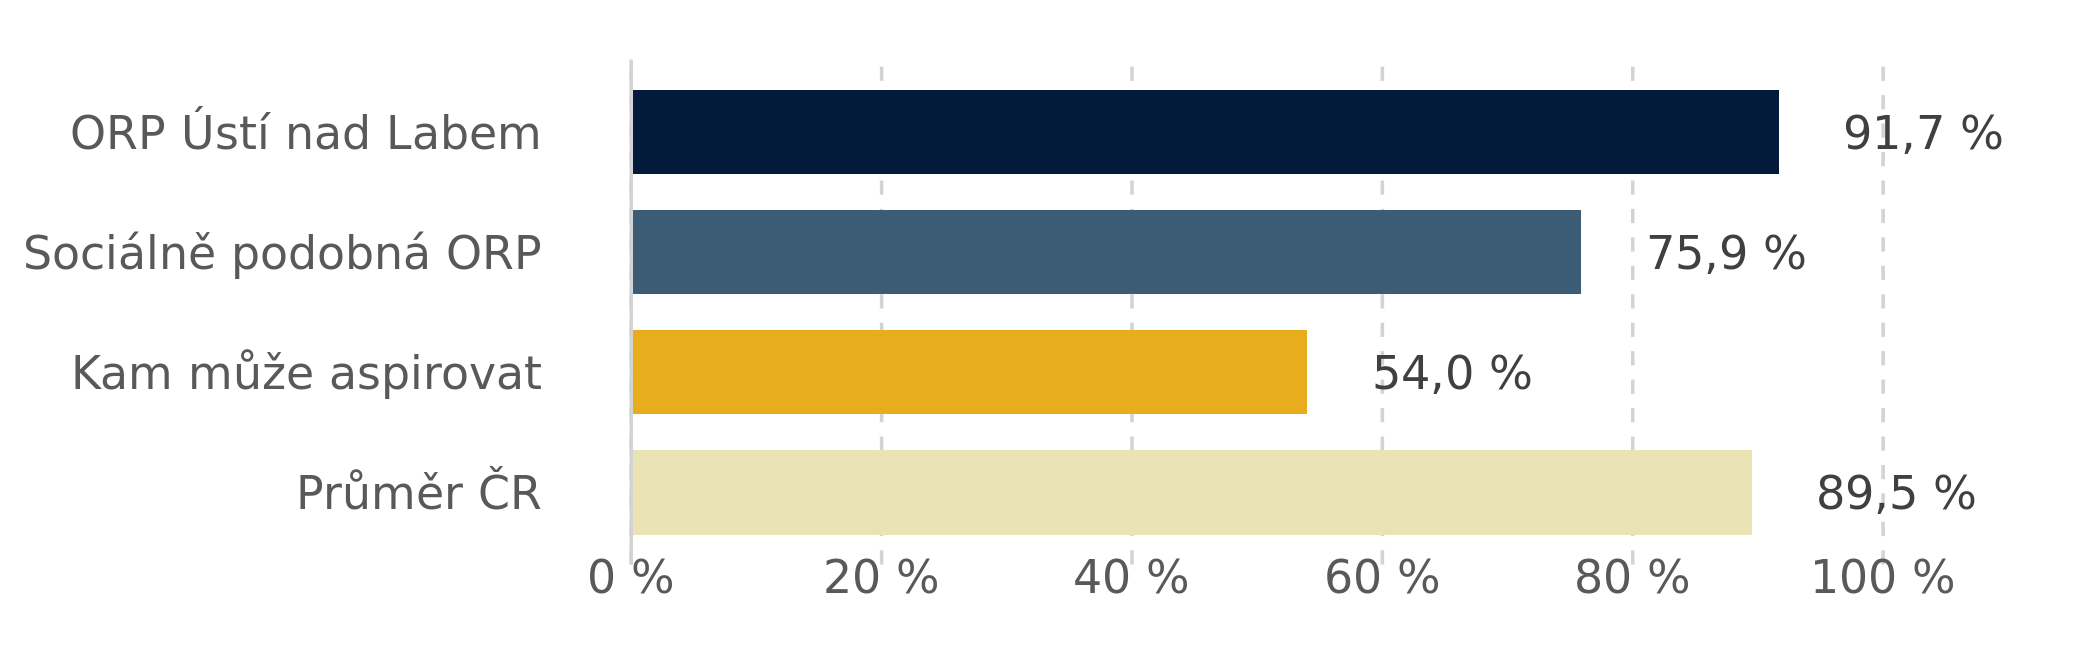 ORP Ústí nad Labem 91,7 %
Sociálně podobná ORP 75,9 %
Kam může aspirovat 54,0 %
Průměr ČR 89,5 %
0 % 20 % 40 % 60 % 80 % 100 %